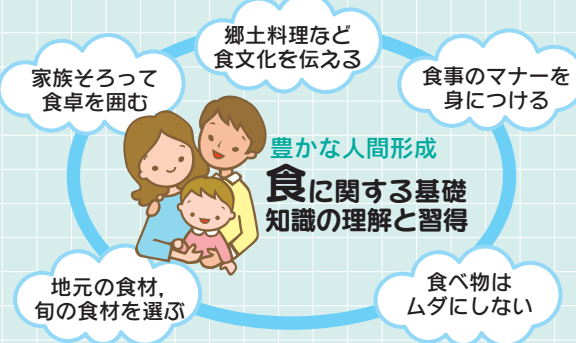 郷土料理など
食文化を伝える
家族そろって
食卓を囲む
食事のマナーを
身につける
豊かな人間形成
食に関する基礎
知識の理解と習得
地元の食材,
旬の食材を選ぶ
食べ物は
ムダにしない